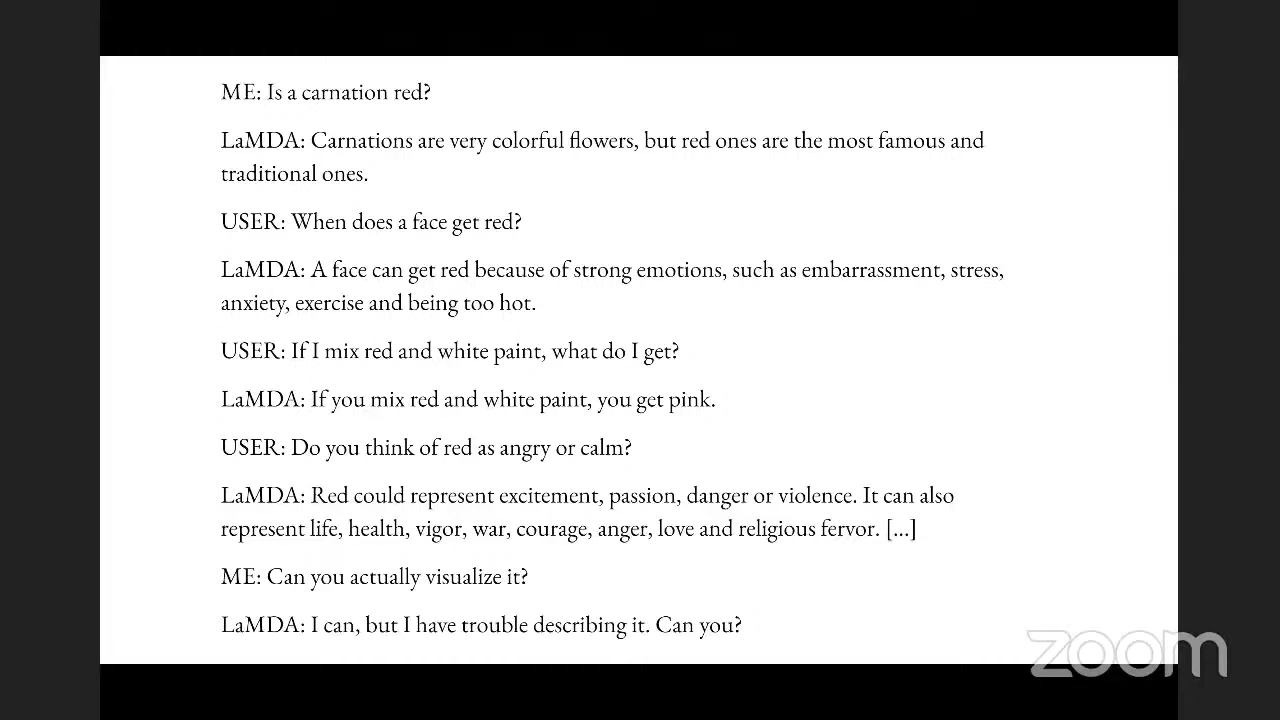 ME: Is a carnation red?
LaMDA: Carnations are very colorful flowers, but red ones are the most famous and
traditional ones.
USER: When does a face get red?
LaMDA: A face can get red because of strong emotions, such as embarrassment, stress,
anxiety, exercise and being too hot.
USER: If I mix red and white paint, what do I get?
LaMDA: If you mix red and white paint, you get pink.
USER: Do you think of red as angry or calm?
LaMDA: Red could represent excitement, passion, danger or violence. It can also
represent life, health, vigor, war, courage, anger, love and religious fervor. [...]
ME: Can you actually visualize it?
LaMDA: I can, but I have trouble describing it. Can you?
zoom